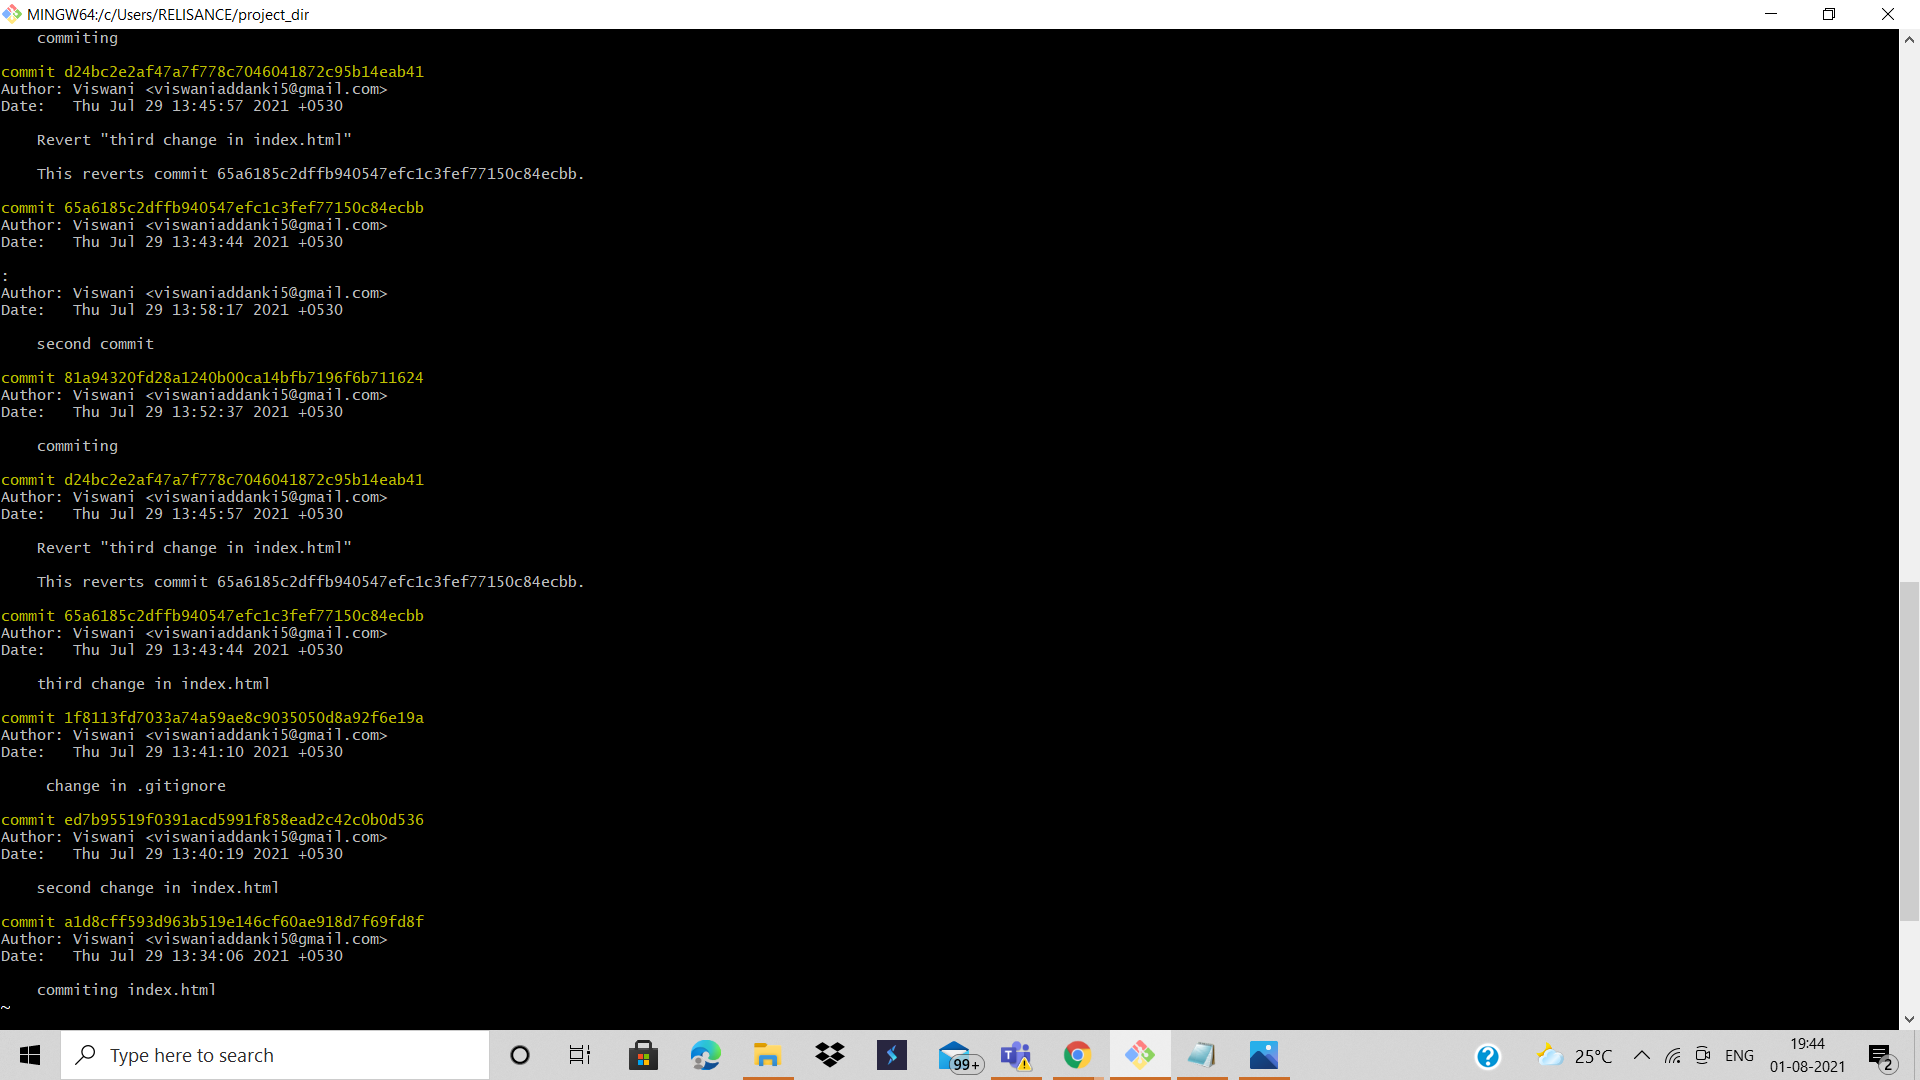 MINGW64:/c/Users/RELISANCE/project_dir
commiting
commit d24bc2e2af47a7f778c7046041872c95b14eab41
Author: Viswani <viswaniaddanki5@gmail.com>
Date:   Thu Jul 29 13:45:57 2021 +0530
Revert "third change in index.html"
This reverts commit 65a6185c2dffb940547efc1c3fef77150c84ecbb.
commit 65a6185c2dffb940547efc1c3fef77150c84ecbb
Author: Viswani <viswaniaddanki5@gmail.com>
Date:   Thu Jul 29 13:43:44 2021 +0530
:
Author: Viswani <viswaniaddanki5@gmail.com>
Date:   Thu Jul 29 13:58:17 2021 +0530
second commit
commit 81a94320fd28a1240b00ca14bfb7196f6b711624
Author: Viswani <viswaniaddanki5@gmail.com>
Date:   Thu Jul 29 13:52:37 2021 +0530
commiting
commit d24bc2e2af47a7f778c7046041872c95b14eab41
Author: Viswani <viswaniaddanki5@gmail.com>
Date:   Thu Jul 29 13:45:57 2021 +0530
Revert "third change in index.html"
This reverts commit 65a6185c2dffb940547efc1c3fef77150c84ecbb.
commit 65a6185c2dffb940547efc1c3fef77150c84ecbb
Author: Viswani <viswaniaddanki5@gmail.com>
Date:   Thu Jul 29 13:43:44 2021 +0530
third change in index.html
commit 1f8113fd7033a74a59ae8c9035050d8a92f6e19a
Author: Viswani <viswaniaddanki5@gmail.com>
Date:   Thu Jul 29 13:41:10 2021 +0530
change in .gitignore
commit ed7b95519f0391acd5991f858ead2c42c0b0d536
Author: Viswani <viswaniaddanki5@gmail.com>
Date:   Thu Jul 29 13:40:19 2021 +0530
second change in index.html
commit a1d8cff593d963b519e146cf60ae918d7f69fd8f
Author: Viswani <viswaniaddanki5@gmail.com>
Date:   Thu Jul 29 13:34:06 2021 +0530
commiting index.html
~
Type here to search
99+
25°C
ENG
19:44
01-08-2021
2